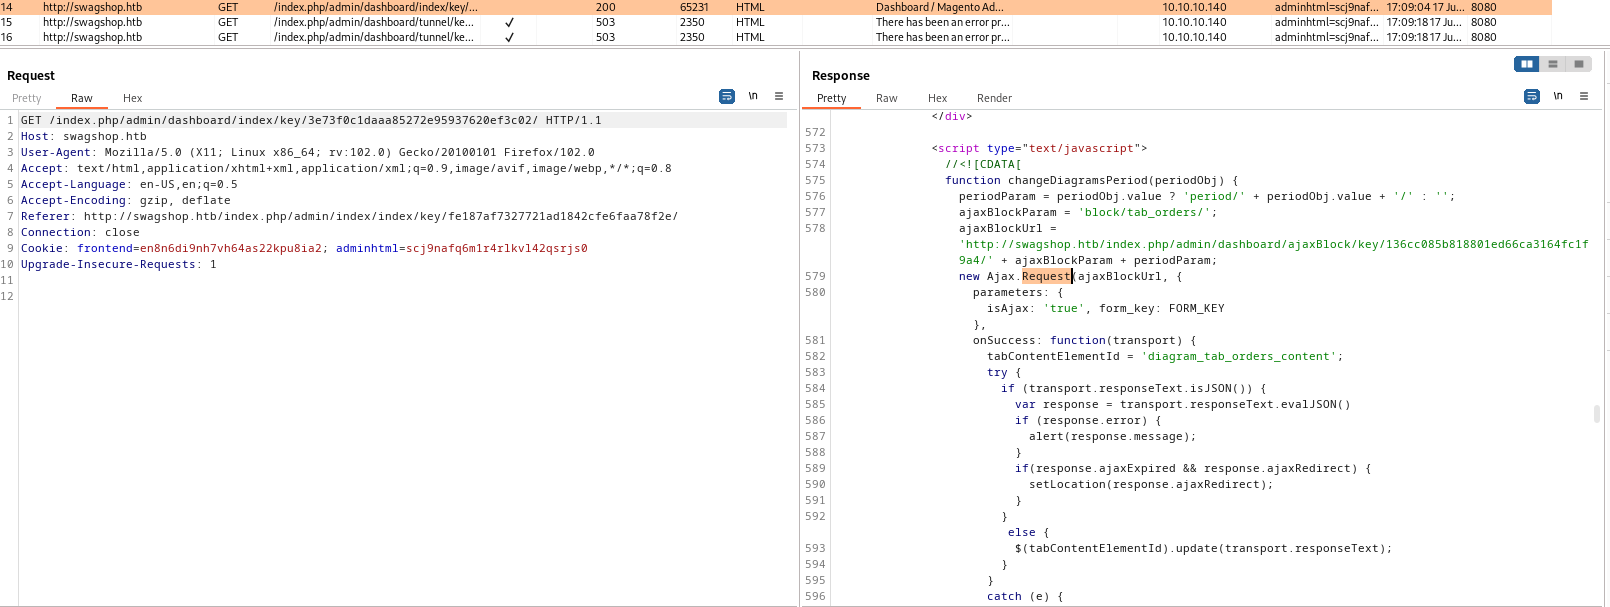 14 http://swagshop.htb GET /index.php/admin/dashboard/index/key/... 200 65231 HTML Dashboard / Magento Ad... 10.10.10.140 adminhtml=scj9naf... 17:09:04 17 Ju... 8080
15 http://swagshop.htb GET /index.php/admin/dashboard/tunnel/ke... ✓ 503 2350 HTML There has been an error pr... 10.10.10.140 adminhtml=scj9naf... 17:09:18 17 Ju... 8080
16 http://swagshop.htb GET /index.php/admin/dashboard/tunnel/ke... ✓ 503 2350 HTML There has been an error pr... 10.10.10.140 adminhtml=scj9naf... 17:09:18 17 Ju... 8080
Request
Pretty Raw Hex \n
1 GET /index.php/admin/dashboard/index/key/3e73f0c1daaa85272e95937620ef3c02/ HTTP/1.1
2 Host: swagshop.htb
3 User-Agent: Mozilla/5.0 (X11; Linux x86_64; rv:102.0) Gecko/20100101 Firefox/102.0
4 Accept: text/html,application/xhtml+xml,application/xml;q=0.9,image/avif,image/webp,*/*;q=0.8
5 Accept-Language: en-US,en;q=0.5
6 Accept-Encoding: gzip, deflate
7 Referer: http://swagshop.htb/index.php/admin/index/index/key/fe187af7327721ad1842cfe6faa78f2e/
8 Connection: close
9 Cookie: frontend=en8n6di9nh7vh64as22kpu8ia2; adminhtml=scj9nafq6m1r4rlkvl42qsrjs0
10 Upgrade-Insecure-Requests: 1
11
12
Response
Pretty Raw Hex Render \n
</div>
572
573 <script type="text/javascript">
574 //<![CDATA[
575 function changeDiagramsPeriod(periodObj) {
576 periodParam = periodObj.value ? 'period/' + periodObj.value + '/' : '';
577 ajaxBlockParam = 'block/tab_orders/';
578 ajaxBlockUrl =
'http://swagshop.htb/index.php/admin/dashboard/ajaxBlock/key/136cc085b818801ed66ca3164fc1f
9a4/' + ajaxBlockParam + periodParam;
579 new Ajax.Request(ajaxBlockUrl, {
580 parameters: {
isAjax: 'true', form_key: FORM_KEY
},
581 onSuccess: function(transport) {
582 tabContentElementId = 'diagram_tab_orders_content';
583 try {
584 if (transport.responseText.isJSON()) {
585 var response = transport.responseText.evalJSON()
586 if (response.error) {
587 alert(response.message);
588 }
589 if(response.ajaxExpired && response.ajaxRedirect) {
590 setLocation(response.ajaxRedirect);
591 }
592 }
else {
593 $(tabContentElementId).update(transport.responseText);
594 }
595 }
596 catch (e) {